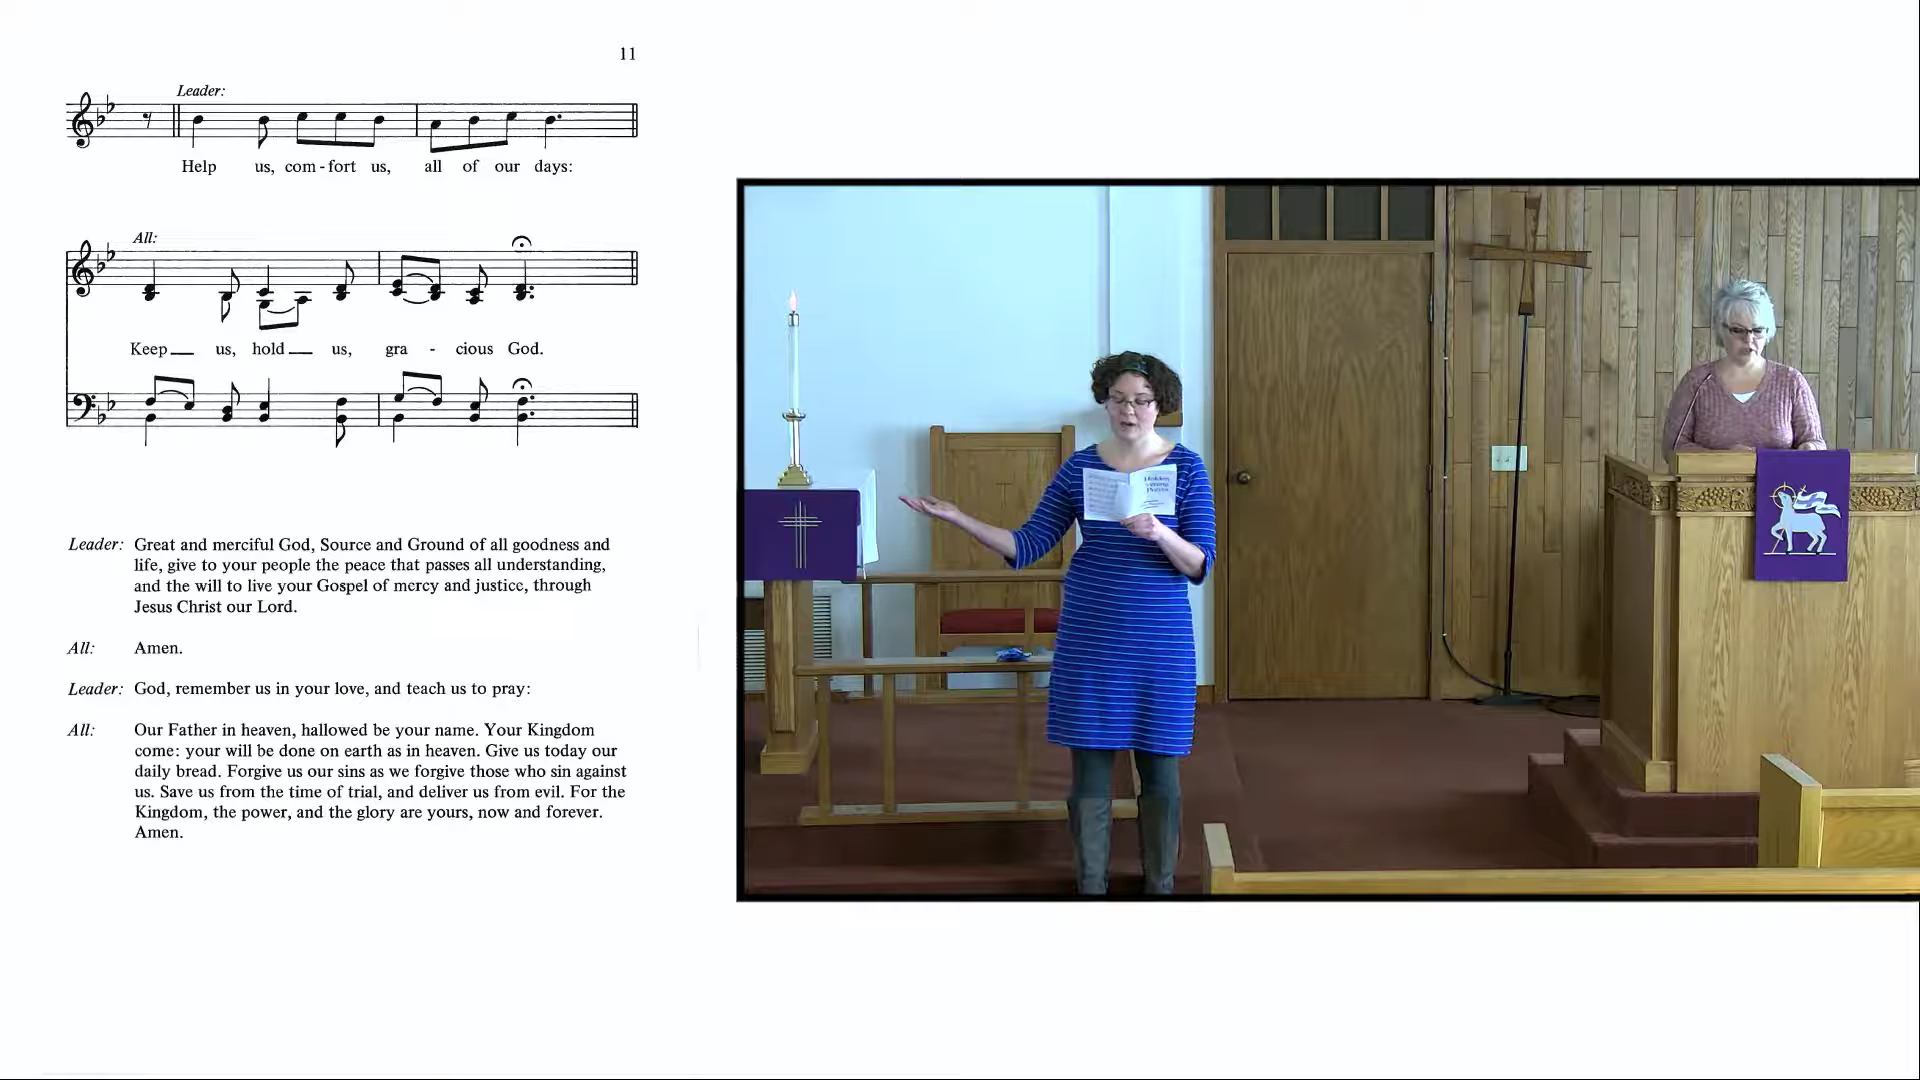 11
Leader:
Help us, com - fort us, all of our days:
All:
Keep us, hold us, gra - cious God.
Leader: Great and merciful God, Source and Ground of all goodness and
life, give to your people the peace that passes all understanding,
and the will to live your Gospel of mercy and justice, through
Jesus Christ our Lord.
All: Amen.
Leader: God, remember us in your love, and teach us to pray:
All: Our Father in heaven, hallowed be your name. Your Kingdom
come: your will be done on earth as in heaven. Give us today our
daily bread. Forgive us our sins as we forgive those who sin against
us. Save us from the time of trial, and deliver us from evil. For the
Kingdom, the power, and the glory are yours, now and forever.
Amen.
Holden
Evening
Prayer